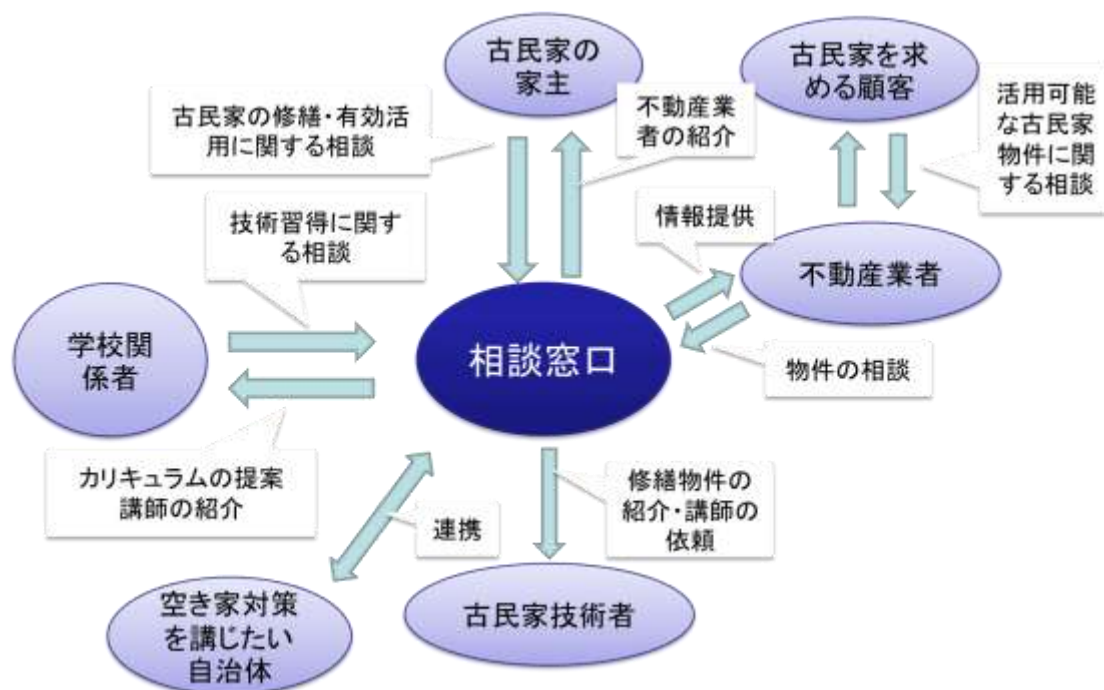 古民家の
家主
古民家を求
める顧客
古民家の修繕・有効活
用に関する相談
不動産業
者の紹介
活用可能
な古民家
物件に関
する相談
技術習得に関す
る相談
情報提供
不動産業者
学校関
係者
相談窓口
物件の相談
カリキュラムの提案
講師の紹介
連携
修繕物件の
紹介・講師の
依頼
空き家対策
を講じたい
自治体
古民家技術者